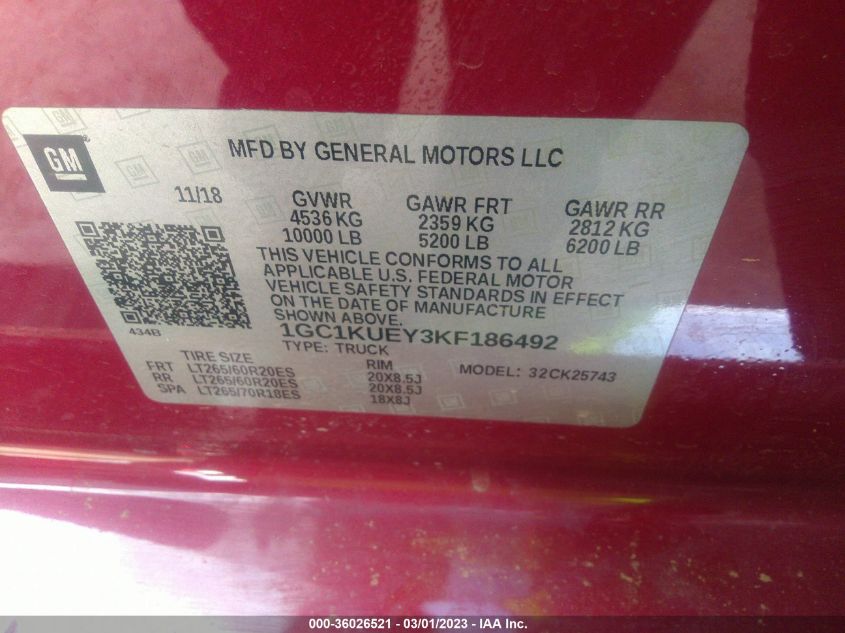 GM
MFD BY GENERAL MOTORS LLC
11/18
GVWR
4536 KG
10000 LB
GAWR FRT
2359 KG
5200 LB
GAWR RR
2812 KG
6200 LB
THIS VEHICLE CONFORMS TO ALL
APPLICABLE U.S. FEDERAL MOTOR
VEHICLE SAFETY STANDARDS IN EFFECT
ON THE DATE OF MANUFACTURE
SHOWN ABOVE.
434B
1GC1KUEY3KF186492
TYPE: TRUCK
TIRE SIZE
RIM
MODEL: 32CK25743
FRT LT265/60R20ES 20X8.5J
RR LT265/60R20ES 20X8.5J
SPA LT265/70R18ES 18X8J
000-36026521 - 03/01/2023 - IAA Inc.